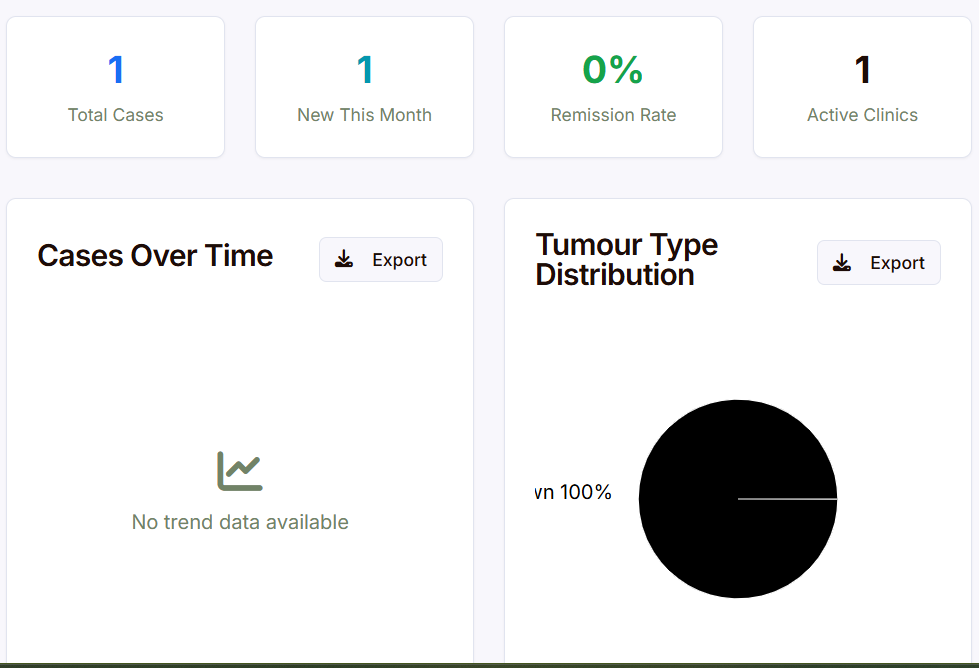 1
Total Cases
1
New This Month
0%
Remission Rate
1
Active Clinics
Cases Over Time
Export
Tumour Type
Distribution
Export
No trend data available
wn 100%